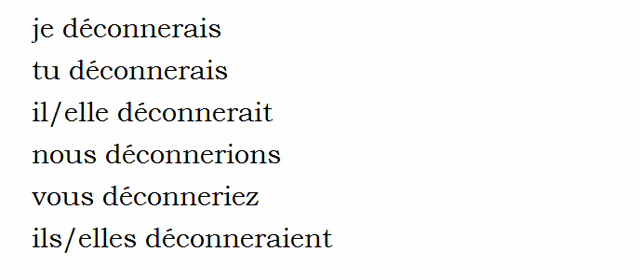 je déconnerais
tu déconnerais
il/elle déconnerait
nous déconnerions
vous déconneriez
ils/elles déconneraient